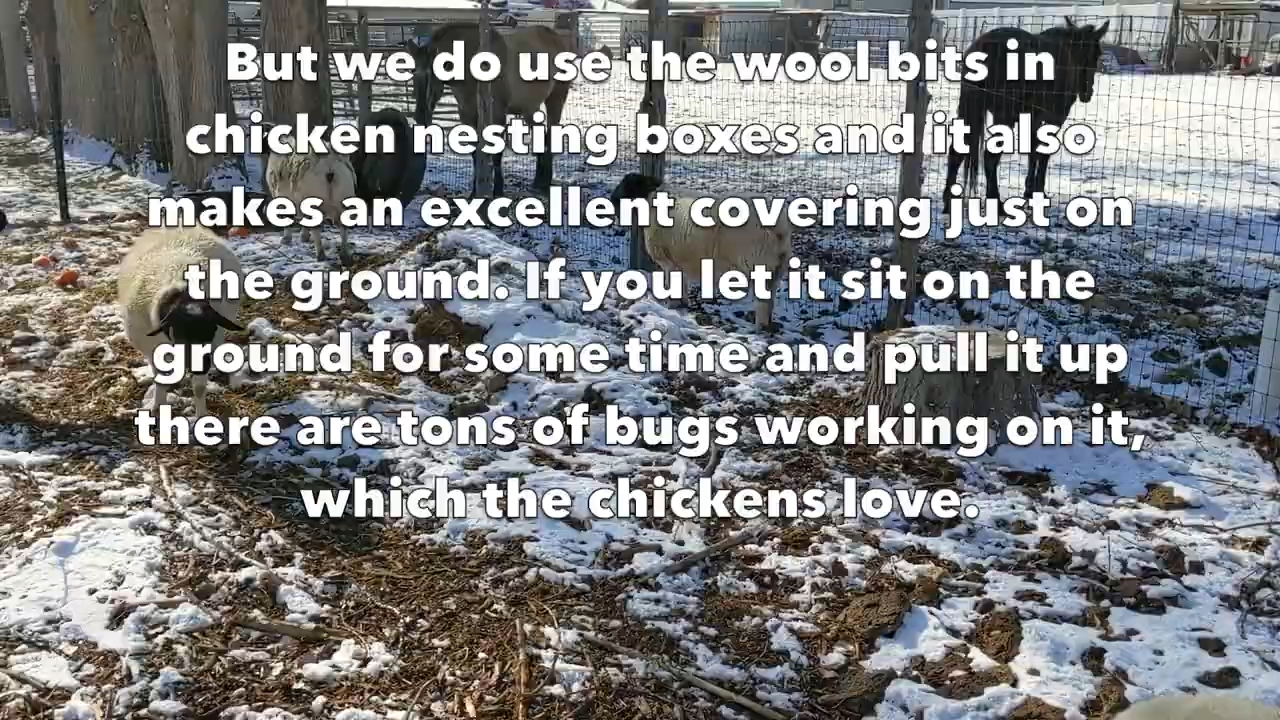 But we do use the wool bits in
chicken nesting boxes and it also
makes an excellent covering just on
the ground. If you let it sit on the
ground for some time and pull it up
there are tons of bugs working on it,
which the chickens love.